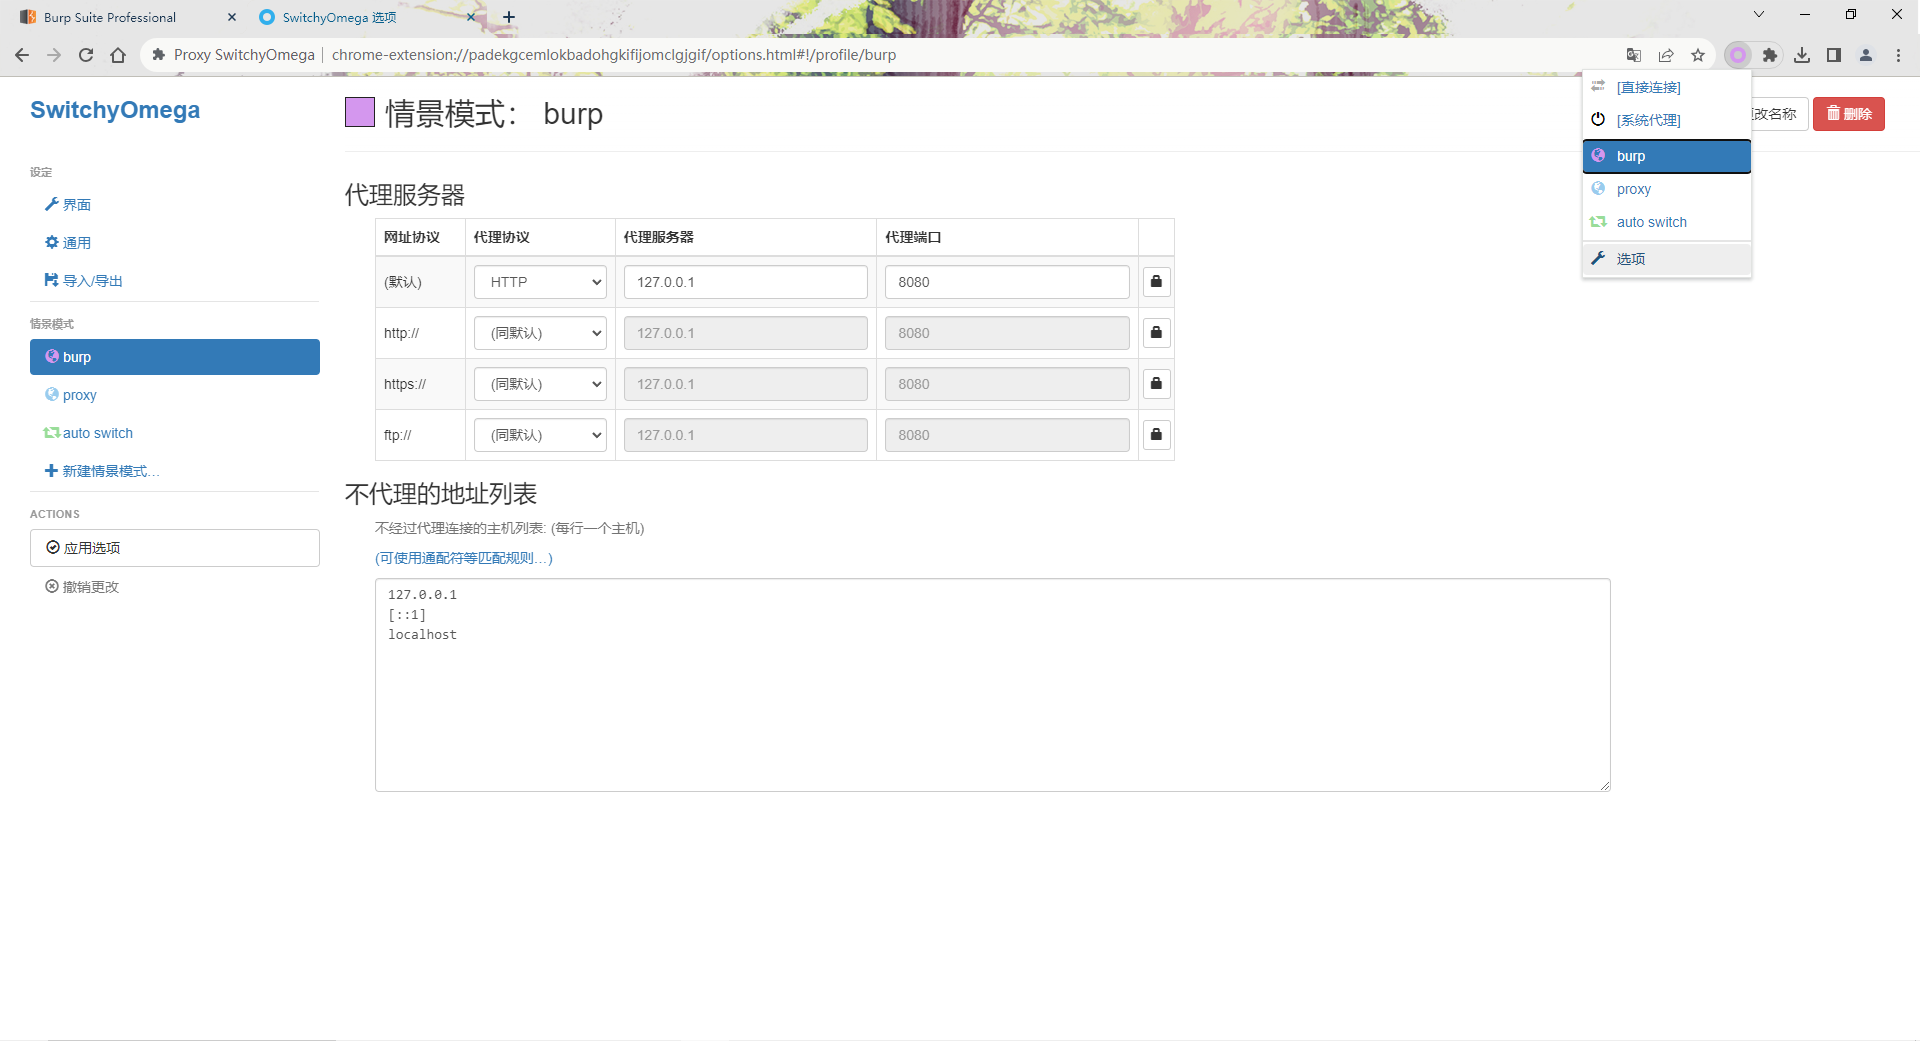 Burp Suite Professional
SwitchyOmega 选项
Proxy SwitchyOmega
chrome-extension://padekgcemlokbadohgkifijomclgjgif/options.html#!/profile/burp
[直接连接]
[系统代理]
burp
proxy
auto switch
选项
SwitchyOmega
设定
界面
通用
导入/导出
情景模式
burp
proxy
auto switch
新建情景模式…
ACTIONS
应用选项
撤销更改
情景模式： burp
改名称
删除
代理服务器
网址协议 代理协议 代理服务器 代理端口
(默认) HTTP 127.0.0.1 8080
http:// (同默认) 127.0.0.1 8080
https:// (同默认) 127.0.0.1 8080
ftp:// (同默认) 127.0.0.1 8080
不代理的地址列表
不经过代理连接的主机列表: (每行一个主机)
(可使用通配符等匹配规则…)
127.0.0.1
[::1]
localhost